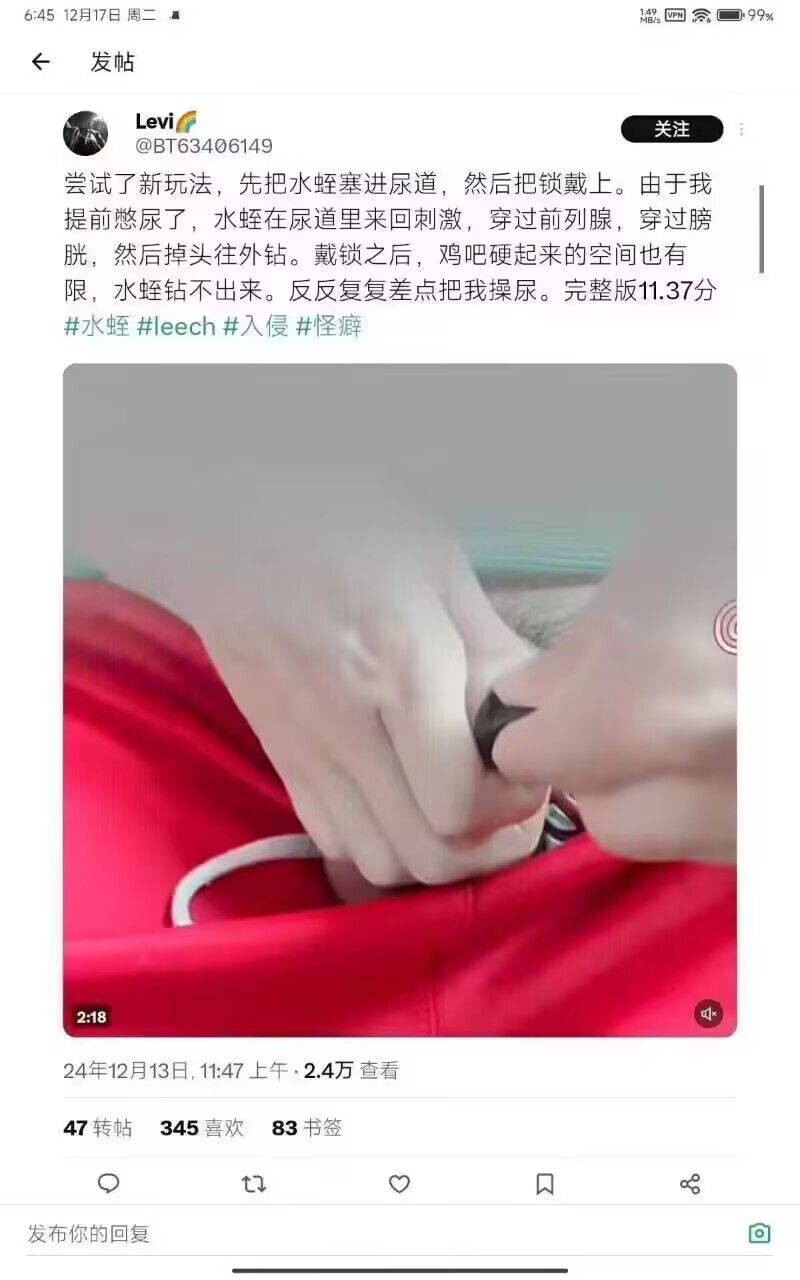 6:45 12月17日 周二
1.49 MB/s VPN 99%
发帖
Levi🌈
关注
@BT63406149
尝试了新玩法，先把水蛭塞进尿道，然后把锁戴上。由于我
提前憋尿了，水蛭在尿道里来回刺激，穿过前列腺，穿过膀
胱，然后掉头往外钻。戴锁之后，鸡吧硬起来的空间也有
限，水蛭钻不出来。反反复复差点把我操尿。完整版11.37分
#水蛭 #leech #入侵 #怪癖
2:18
24年12月13日, 11:47 上午 · 2.4万 查看
47 转帖 345 喜欢 83 书签
发布你的回复